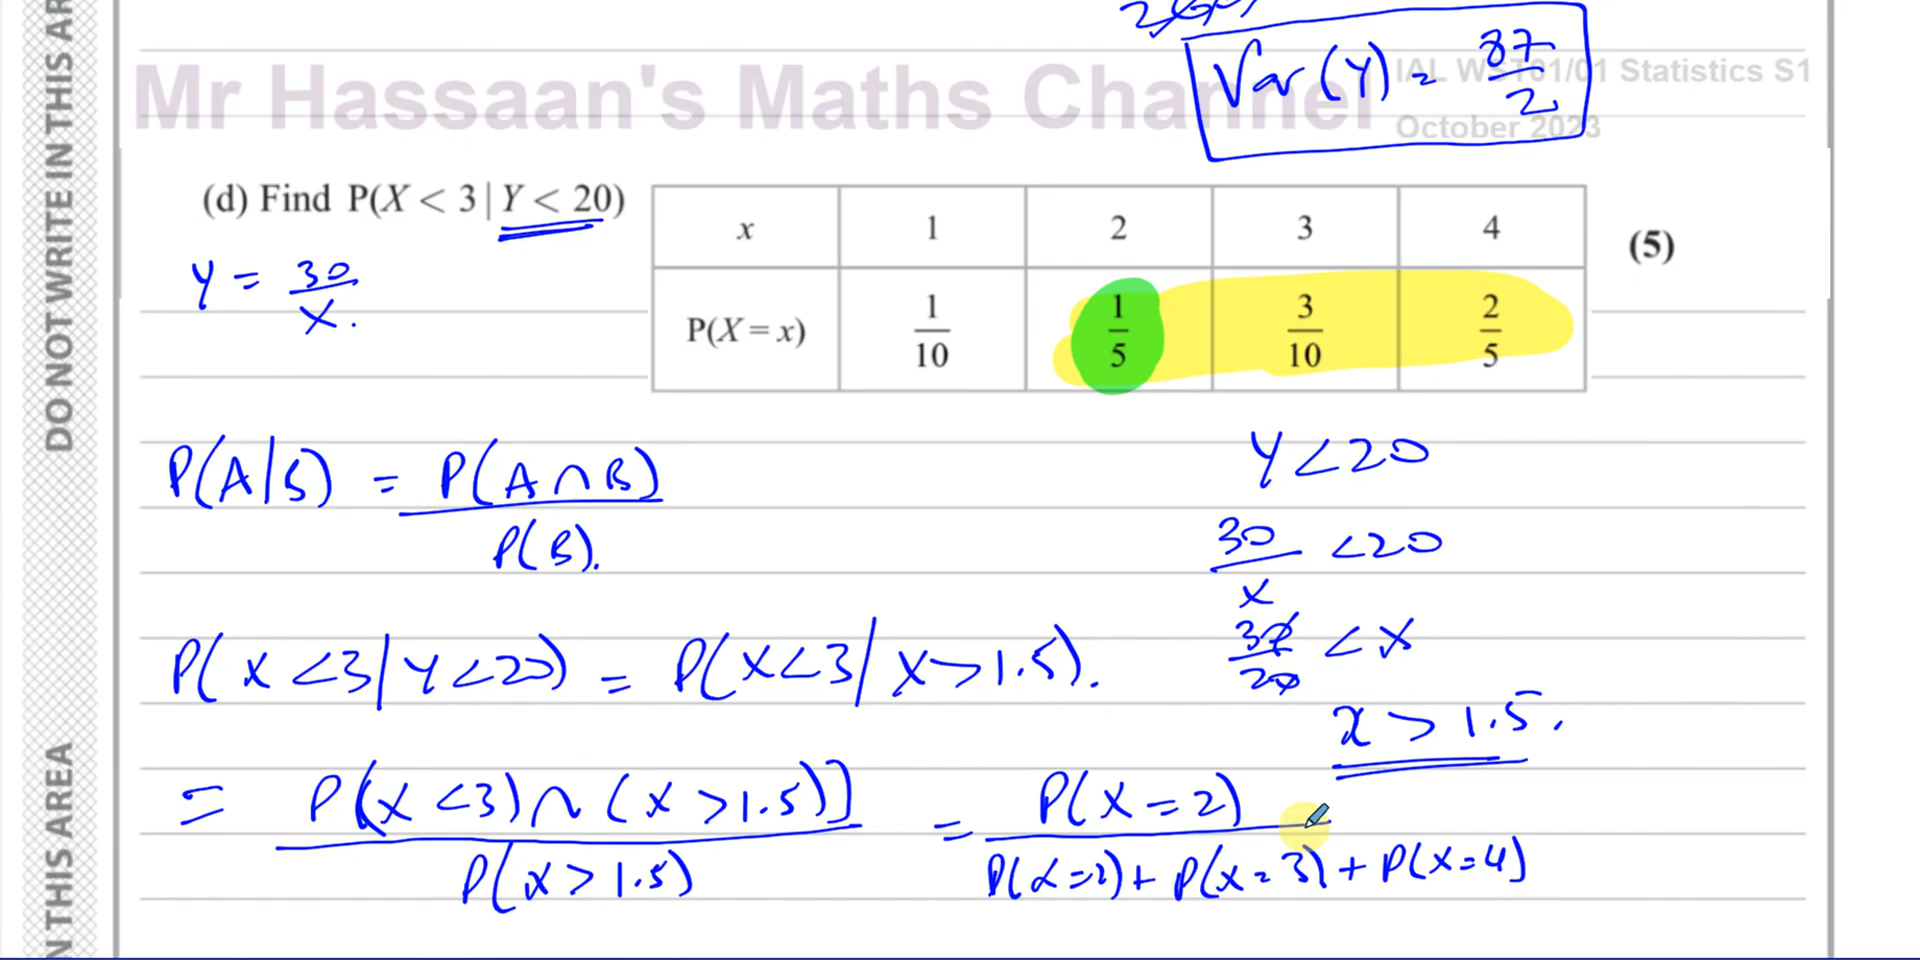 Var(Y) = 87/2
Mr Hassaan's Maths Channel
IAL WST01/01 Statistics S1
October 2023
(d) Find P(X < 3 | Y < 20)
x 1 2 3 4
(5)
P(X = x) 1/10 1/5 3/10 2/5
Y = 30/X.
P(A|B) = P(A∩B)/P(B).
Y<20
30/x <20
30/20 < x
x > 1.5.
P(X<3|Y<20) = P(X<3|X>1.5).
= P(X<3)∩(X>1.5)]/P(X>1.5) = P(X=2)/P(X=2)+P(X=3)+P(X=4)
DO NOT WRITE IN THIS AR
N THIS AREA